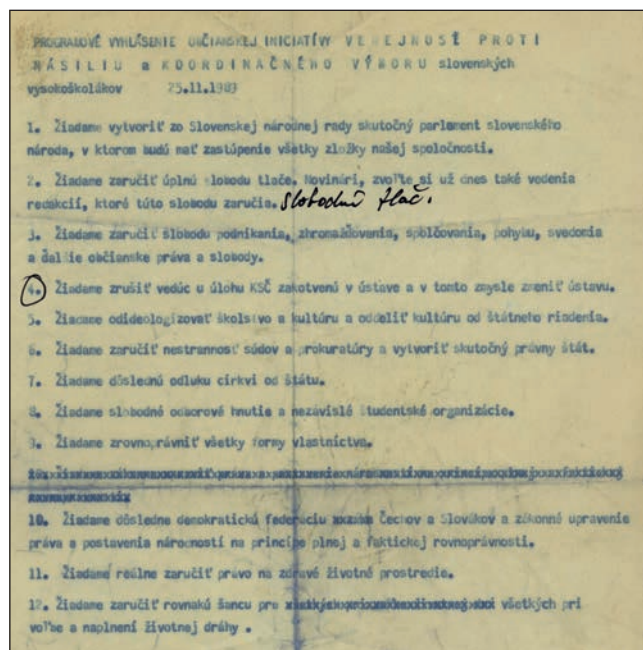 PROGRAMOVÉ VYHLÁSENIE OBČIANSKEJ INICIATÍVY VEREJNOSŤ PROTI
NÁSILIU a KOORDINAČNÉHO VÝBORU slovenských
vysokoškolákov 25.11.1989
1. Žiadame vytvoriť zo Slovenskej národnej rady skutočný parlament slovenského
národa, v ktorom budú mať zastúpenie všetky zložky našej spoločnosti.
2. Žiadame zaručiť úplnú slobodu tlače. Novinári, zvoľte si už dnes také vedenia
redakcií, ktoré túto slobodu zaručia. slobodnú tlač.
3. Žiadame zaručiť slobodu podnikania, zhromažďovania, spolčovania, pohybu, svedomia
a ďalšie občianske práva a slobody.
4. Žiadame zrušiť vedúc u úlohu KSČ zakotvenú v ústave a v tomto zmysle zmeniť ústavu.
5. Žiadame odideologizovať školstvo a kultúru a oddeliť kultúru od štátneho riadenia.
6. Žiadame zaručiť nestrannosť súdov a prokuratúry a vytvoriť skutočný právny štát.
7. Žiadame dôslednú odluku cirkvi od štátu.
8. Žiadame slobodné odborové hnutie a nezávislé študentské organizácie.
9. Žiadame zrovnoprávniť všetky formy vlastníctva.
10. Žiadame dôsledne demokratickú federáciu Čechov a Slovákov a zákonné upravenie
práva a postavenia národností na princípe plnej a faktickej rovnoprávnosti.
11. Žiadame reálne zaručiť právo na zdravé životné prostredie.
12. Žiadame zaručiť rovnakú šancu pre všetkých pri
voľbe a naplnení životnej dráhy .